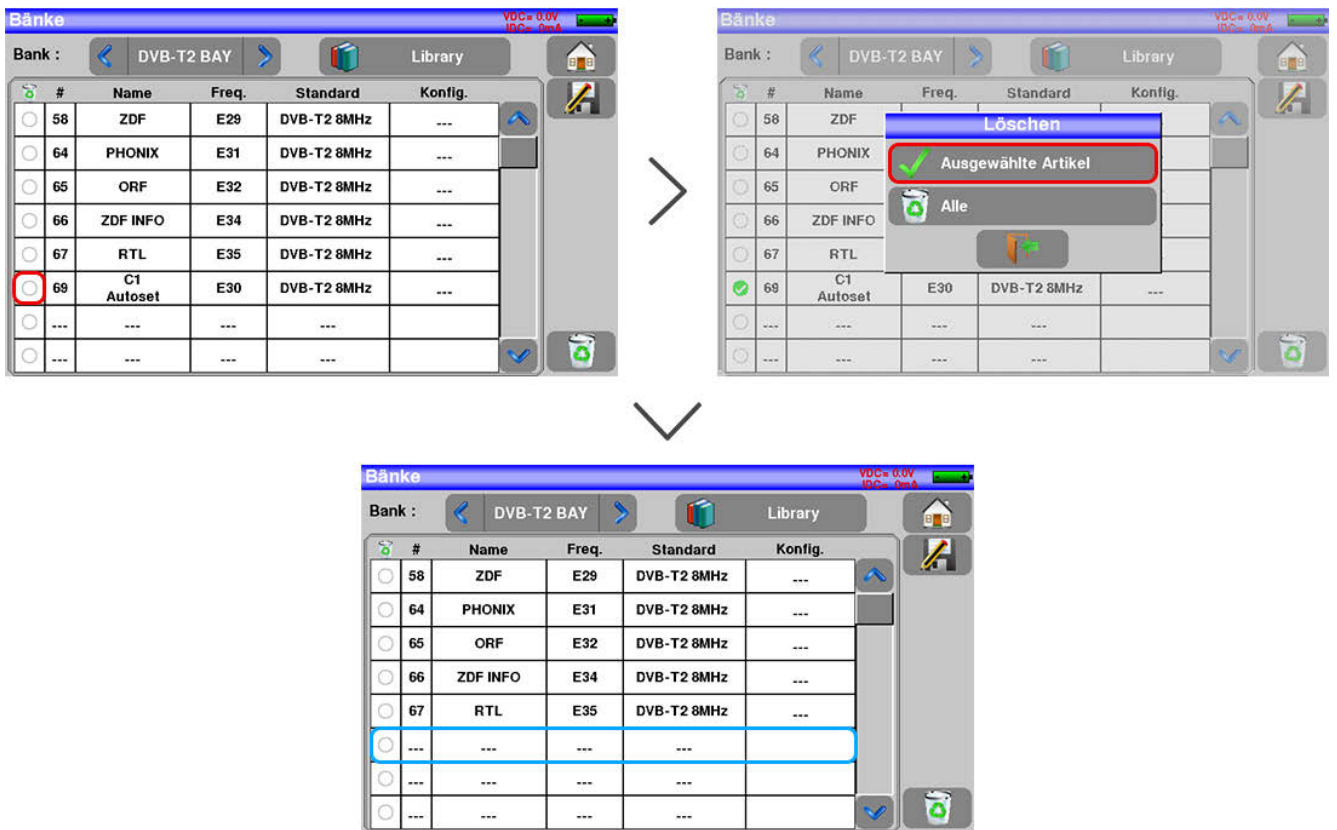 Bänke
VDC= 0.0V
IDC= 0mA
Bank : DVB-T2 BAY Library
# Name Freq. Standard Konfig.
58 ZDF E29 DVB-T2 8MHz ---
64 PHONIX E31 DVB-T2 8MHz ---
65 ORF E32 DVB-T2 8MHz ---
66 ZDF INFO E34 DVB-T2 8MHz ---
67 RTL E35 DVB-T2 8MHz ---
69 C1 Autoset E30 DVB-T2 8MHz ---
--- --- --- ---
--- --- --- ---
Bänke
VDC= 0.0V
IDC= 0mA
Bank : DVB-T2 BAY Library
# Name Freq. Standard Konfig.
58 ZDF
64 PHONIX
65 ORF
66 ZDF INFO
67 RTL
69 C1 Autoset E30 DVB-T2 8MHz ---
--- --- --- ---
--- --- --- ---
Löschen
Ausgewählte Artikel
Alle
Bänke
VDC= 0.0V
IDC= 0mA
Bank : DVB-T2 BAY Library
# Name Freq. Standard Konfig.
58 ZDF E29 DVB-T2 8MHz ---
64 PHONIX E31 DVB-T2 8MHz ---
65 ORF E32 DVB-T2 8MHz ---
66 ZDF INFO E34 DVB-T2 8MHz ---
67 RTL E35 DVB-T2 8MHz ---
--- --- --- ---
--- --- --- ---
--- --- --- ---